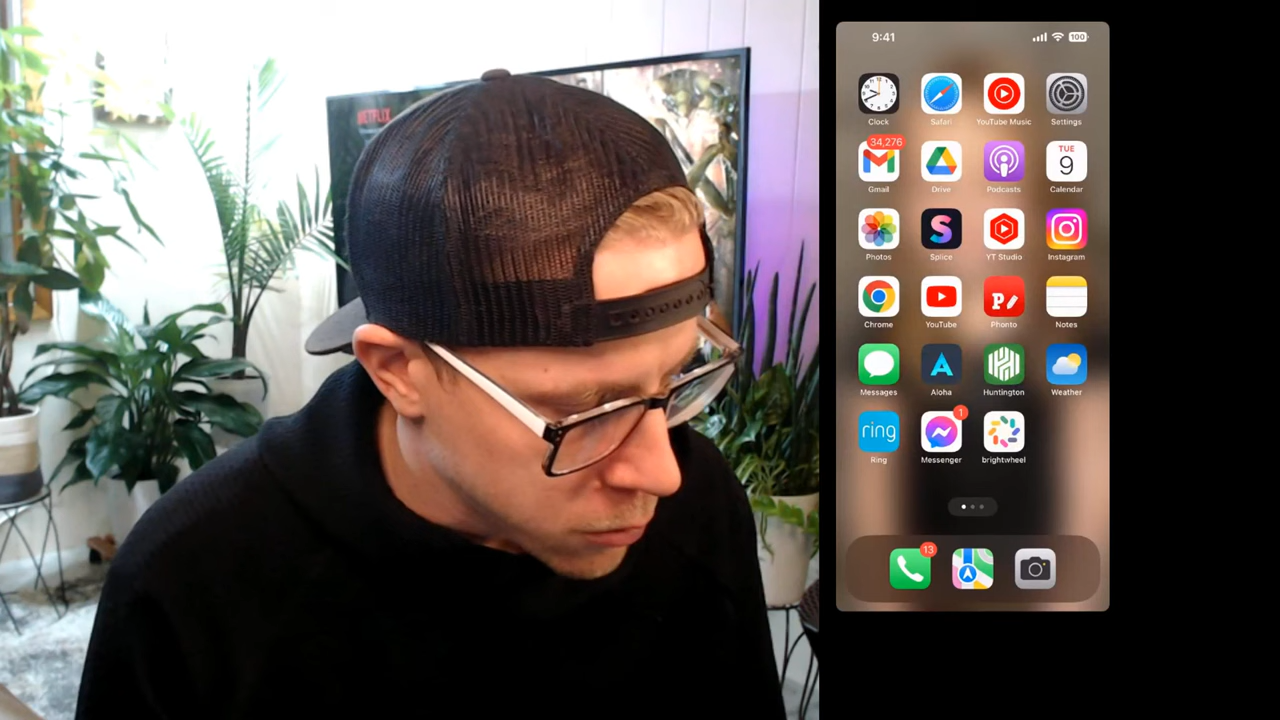 NETFLIX
9:41
100
Clock
Safari
YouTube Music
Settings
34,276
TUE
9
Gmail
Drive
Podcasts
Calendar
Photos
Splice
YT Studio
Instagram
Chrome
YouTube
Phonto
Notes
Messages
Aloha
Huntington
Weather
ring
1
Ring
Messenger
brightwheel
13